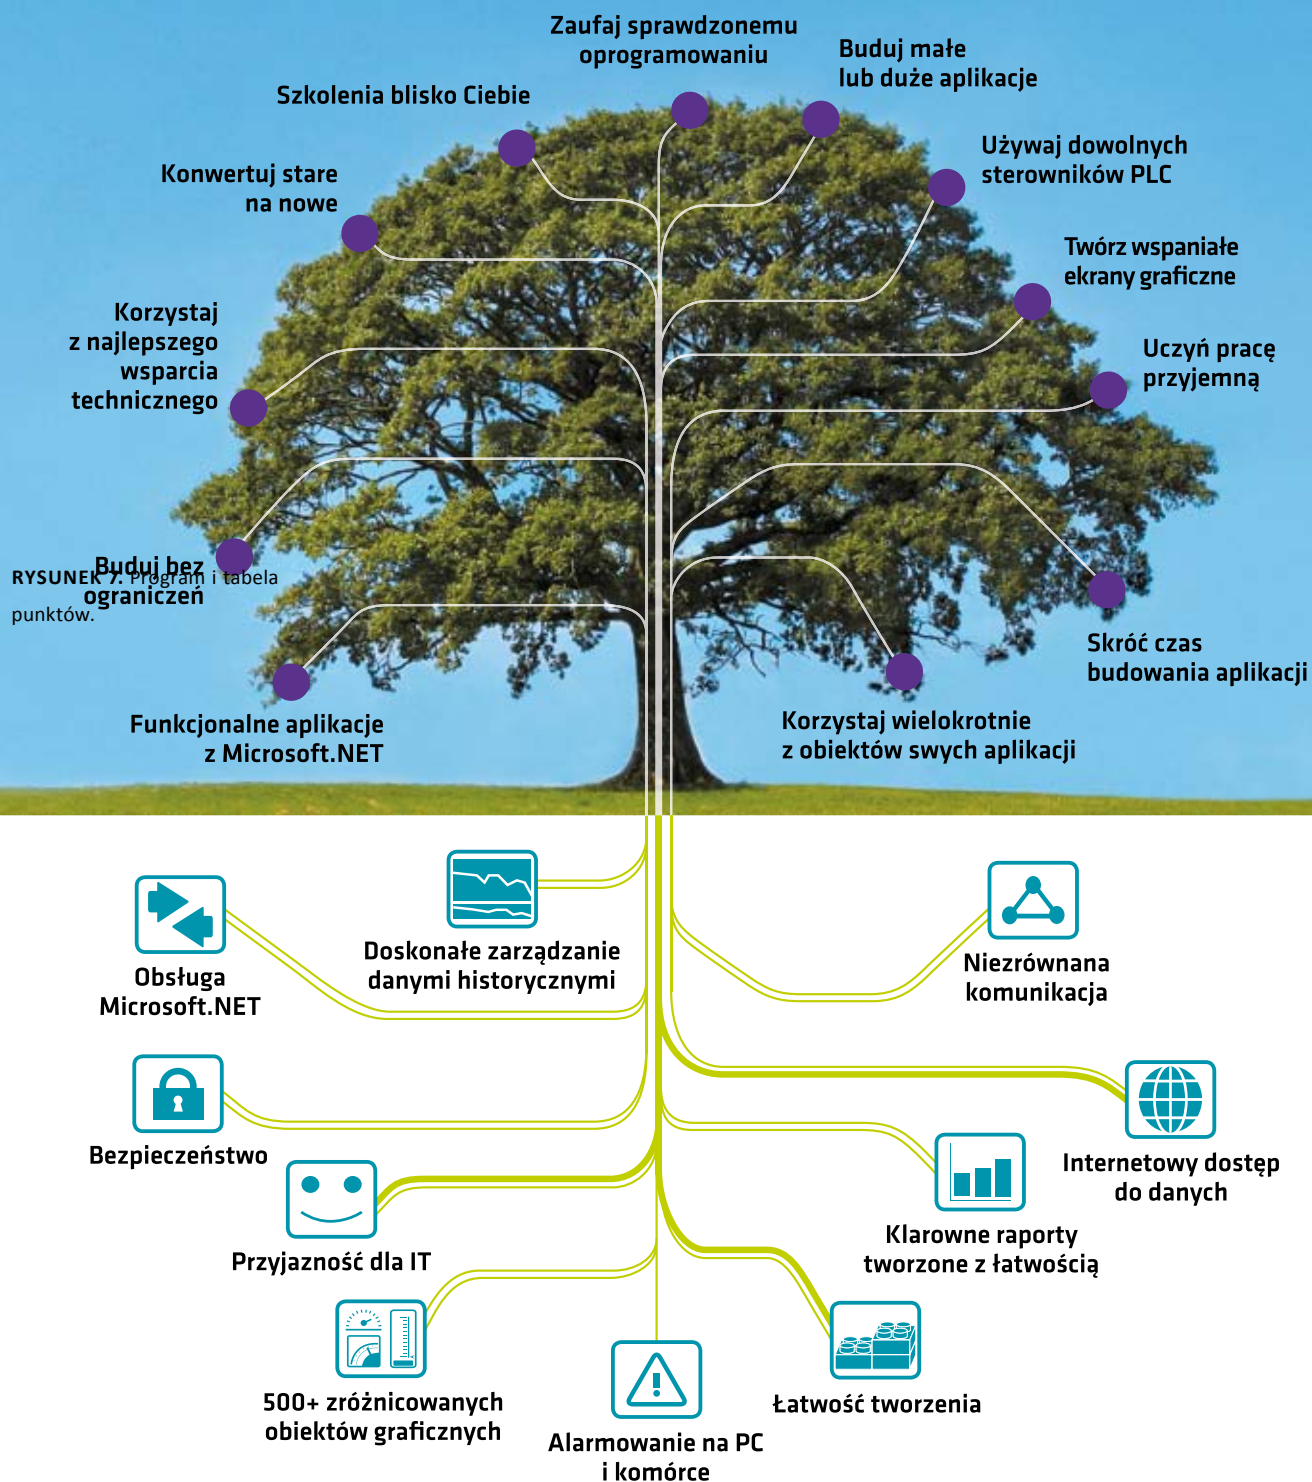 Zaufaj sprawdzonemu
oprogramowaniu
Buduj małe
lub duże aplikacje
Szkolenia blisko Ciebie
Używaj dowolnych
sterowników PLC
Konwertuj stare
na nowe
Twórz wspaniałe
ekrany graficzne
Korzystaj
z najlepszego
wsparcia
technicznego
Uczyń pracę
przyjemną
Buduj bez
ograniczeń
RYSUNEK 7. Program i tabela
punktów.
Skróć czas
budowania aplikacji
Funkcjonalne aplikacje
z Microsoft.NET
Korzystaj wielokrotnie
z obiektów swych aplikacji
Doskonałe zarządzanie
danymi historycznymi
Obsługa
Microsoft.NET
Niezrównana
komunikacja
Bezpieczeństwo
Internetowy dostęp
do danych
Przyjazność dla IT
Klarowne raporty
tworzone z łatwością
500+ zróżnicowanych
obiektów graficznych
Łatwość tworzenia
Alarmowanie na PC
i komórce